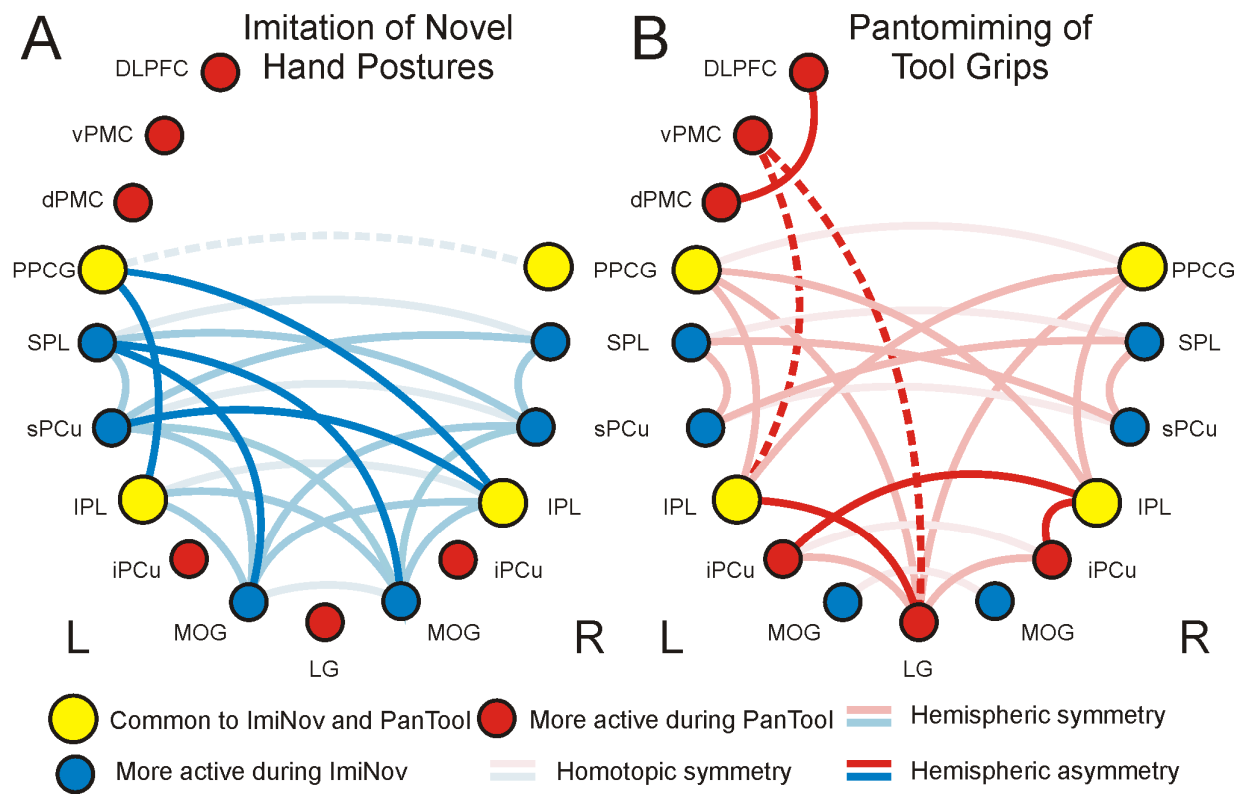 A
Imitation of Novel
Hand Postures
DLPFC
vPMC
dPMC
PPCG
SPL
SPCu
IPL
IPL
iPCu
iPCu
MOG
MOG
LG
L
R
B
Pantomiming of
Tool Grips
DLPFC
vPMC
dPMC
PPCG
PPCG
SPL
SPL
sPCu
sPCu
IPL
IPL
iPCu
iPCu
MOG
MOG
LG
L
R
Common to ImiNov and PanTool
More active during PanTool
Hemispheric symmetry
More active during ImiNov
Homotopic symmetry
Hemispheric asymmetry